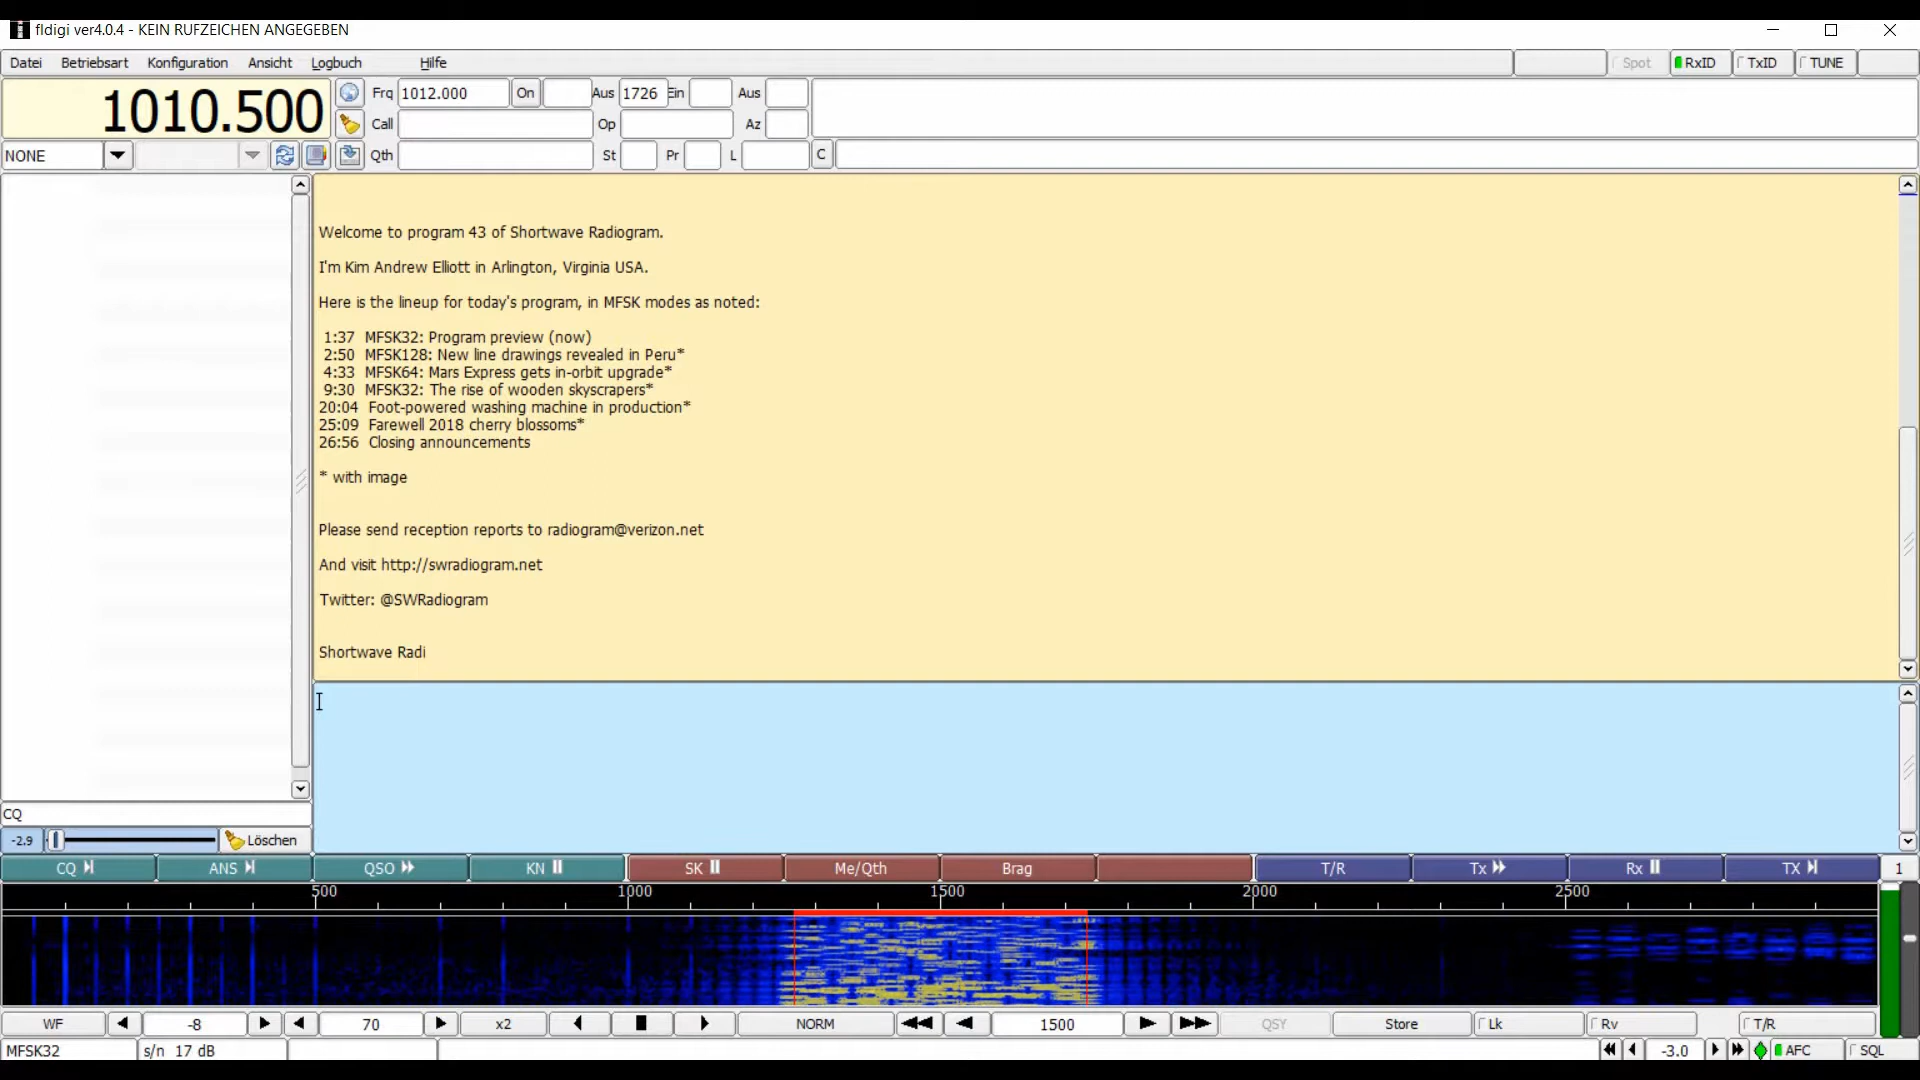 fldigi ver4.0.4 - KEIN RUFZEICHEN ANGEGEBEN
Datei Betriebsart Konfiguration Ansicht Logbuch Hilfe Spot RxID TxID TUNE
1010.500
Frq 1012.000 On Aus 1726 Ein Aus
Call Op Az
NONE Qth St Pr L C
Welcome to program 43 of Shortwave Radiogram.
I'm Kim Andrew Elliott in Arlington, Virginia USA.
Here is the lineup for today's program, in MFSK modes as noted:
1:37 MFSK32: Program preview (now)
2:50 MFSK128: New line drawings revealed in Peru*
4:33 MFSK64: Mars Express gets in-orbit upgrade*
9:30 MFSK32: The rise of wooden skyscrapers*
20:04 Foot-powered washing machine in production*
25:09 Farewell 2018 cherry blossoms*
26:56 Closing announcements
* with image
Please send reception reports to radiogram@verizon.net
And visit http://swradiogram.net
Twitter: @SWRadiogram
Shortwave Radi
CQ
-2.9 Löschen
CQ ANS QSO KN SK Me/Qth Brag T/R Tx Rx TX 1
500 1000 1500 2000 2500
WF -8 70 x2 NORM 1500 QSY Store Lk Rv T/R
MFSK32 s/n 17 dB -3.0 AFC SQL